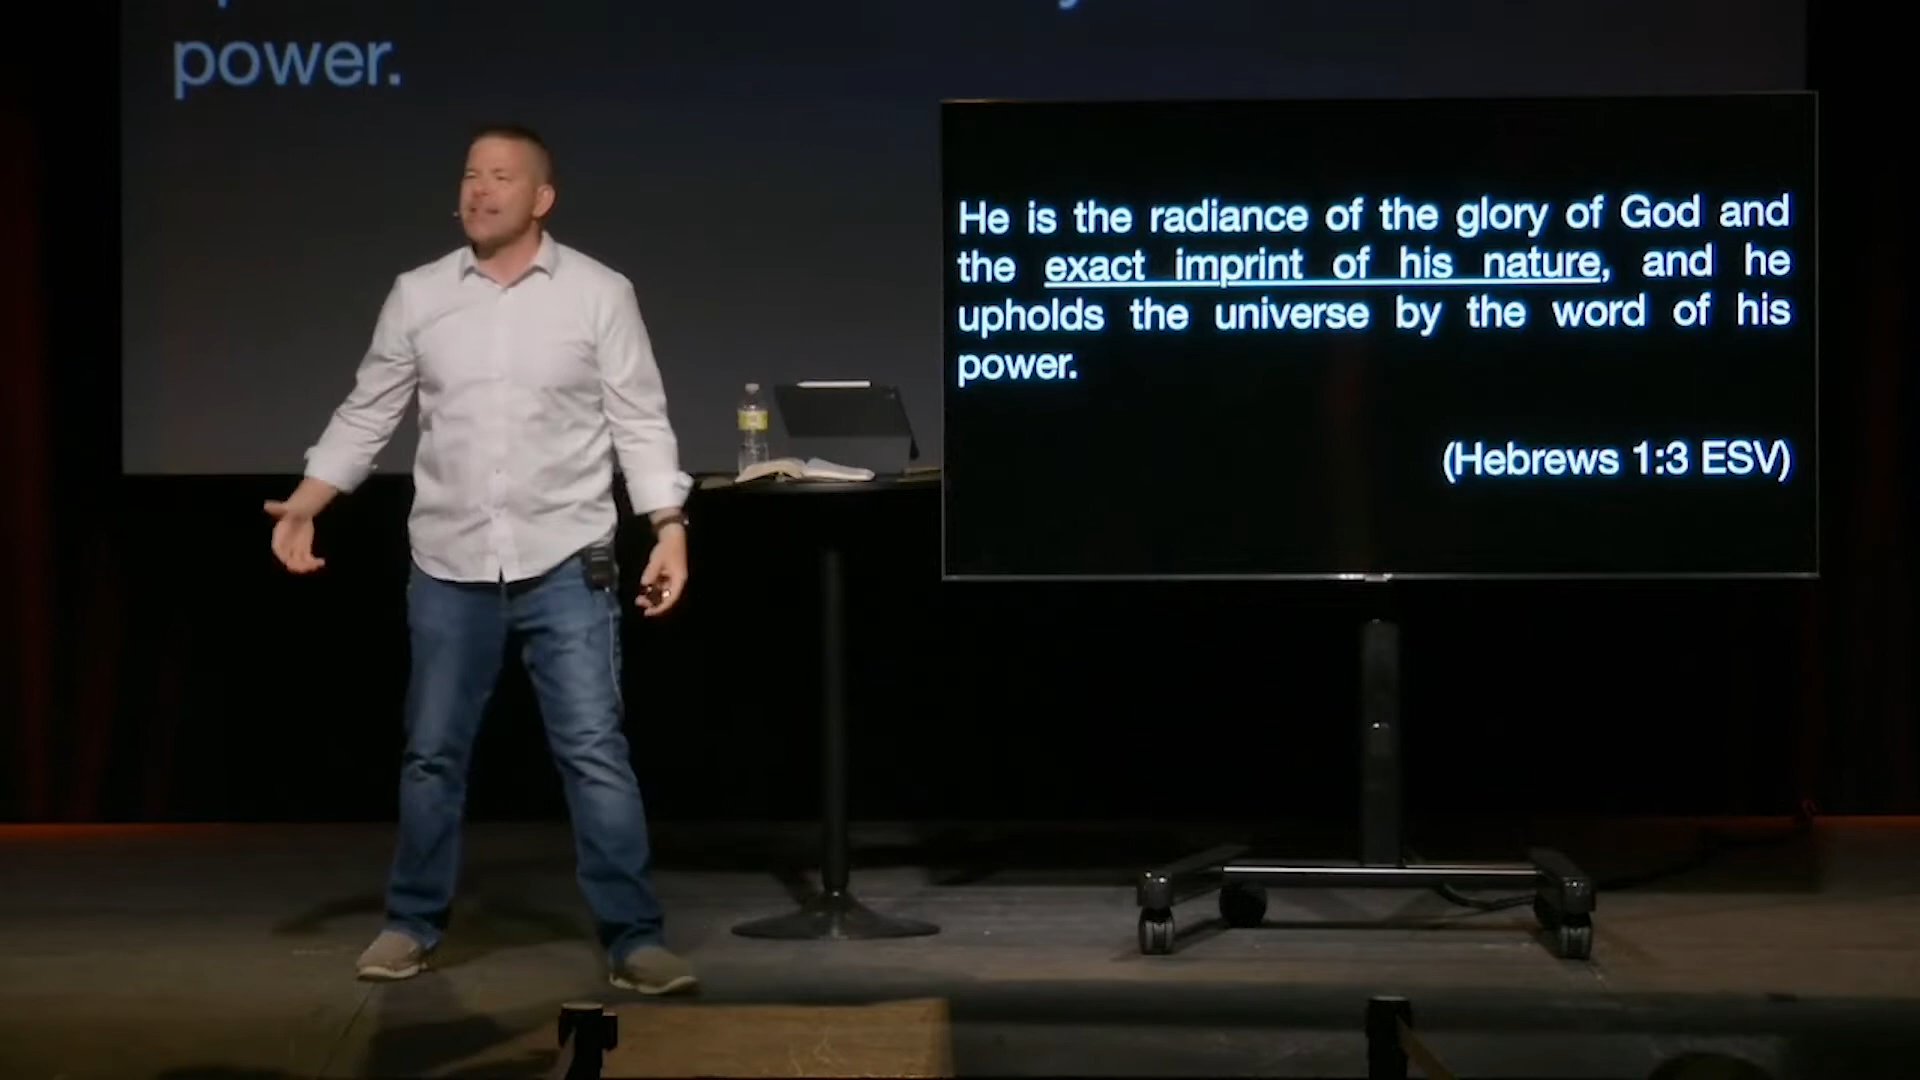 power.
He is the radiance of the glory of God and
the exact imprint of his nature, and he
upholds the universe by the word of his
power.
(Hebrews 1:3 ESV)